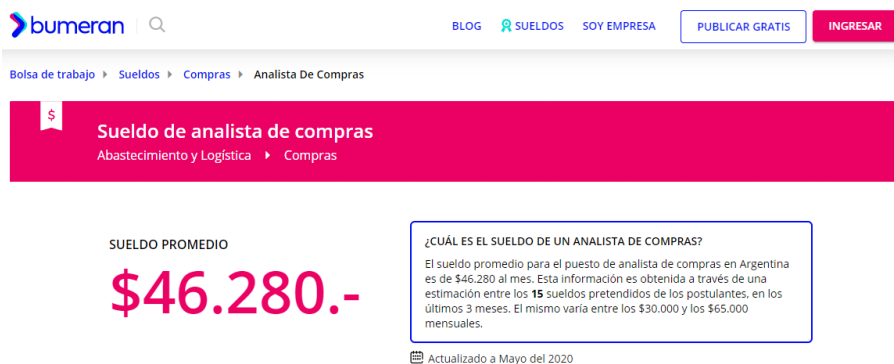 bumeran
BLOG SUELDOS SOY EMPRESA PUBLICAR GRATIS INGRESAR
Bolsa de trabajo Sueldos Compras Analista De Compras
$
Sueldo de analista de compras
Abastecimiento y Logística Compras
SUELDO PROMEDIO
$46.280.-
¿CUÁL ES EL SUELDO DE UN ANALISTA DE COMPRAS?
El sueldo promedio para el puesto de analista de compras en Argentina
es de $46.280 al mes. Esta información es obtenida a través de una
estimación entre los 15 sueldos pretendidos de los postulantes, en los
últimos 3 meses. El mismo varía entre los $30.000 y los $65.000
mensuales.
Actualizado a Mayo del 2020